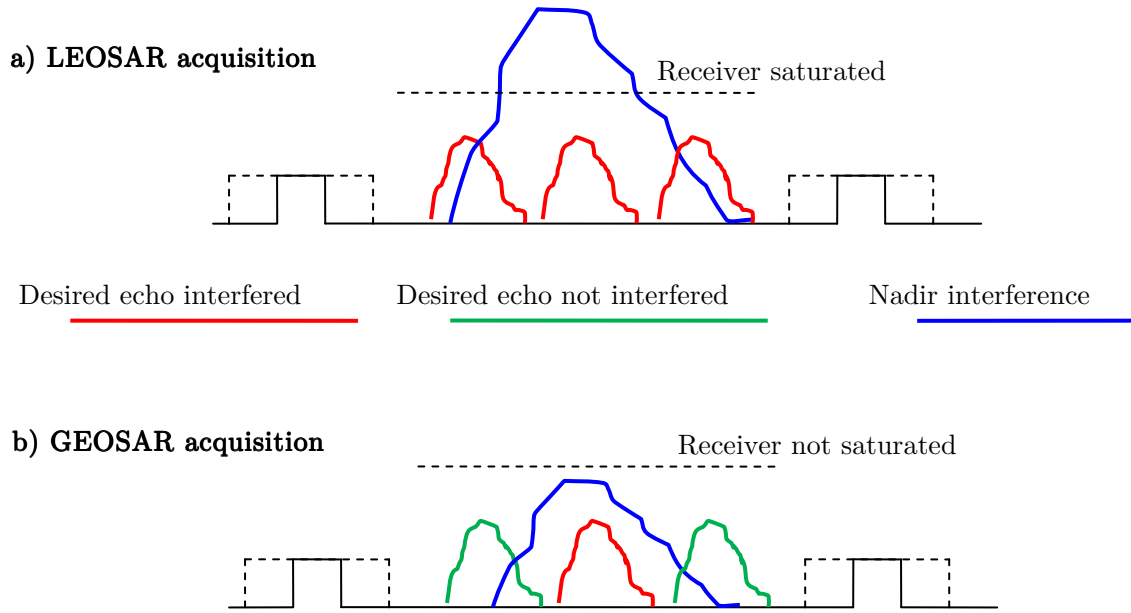 a) LEOSAR acquisition
Receiver saturated
Desired echo interfered
Desired echo not interfered
Nadir interference
b) GEOSAR acquisition
Receiver not saturated